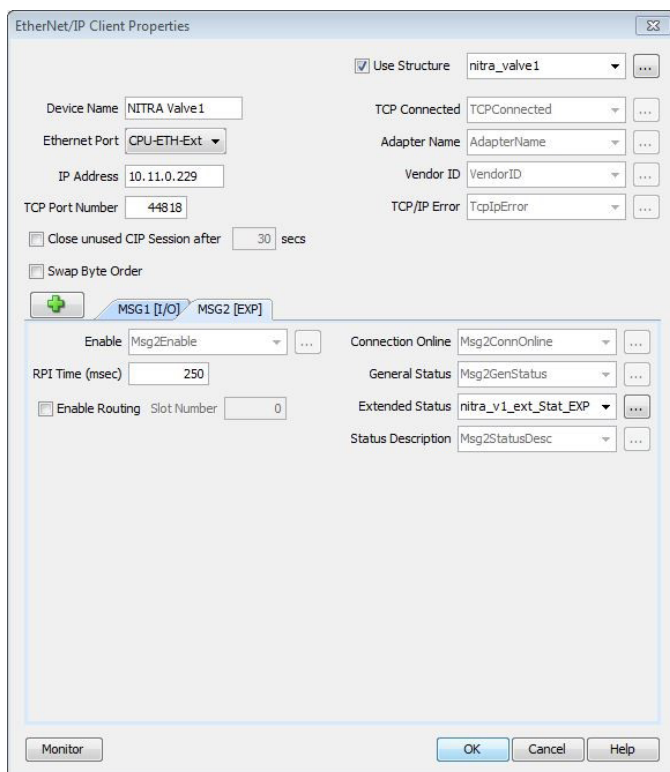 EtherNet/IP Client Properties
Use Structure nitra_valve1 ...
Device Name NITRA Valve1 TCP Connected TCPConnected ...
Ethernet Port CPU-ETH-Ext Adapter Name AdapterName ...
IP Address 10.11.0.229 Vendor ID VendorID ...
TCP Port Number 44818 TCP/IP Error TcpIpError ...
Close unused CIP Session after 30 secs
Swap Byte Order
MSG1 [I/O] MSG2 [EXP]
Enable Msg2Enable ... Connection Online Msg2ConnOnline ...
RPI Time (msec) 250 General Status Msg2GenStatus ...
Enable Routing Slot Number 0 Extended Status nitra_v1_ext_Stat_EXP ...
Status Description Msg2StatusDesc ...
Monitor OK Cancel Help